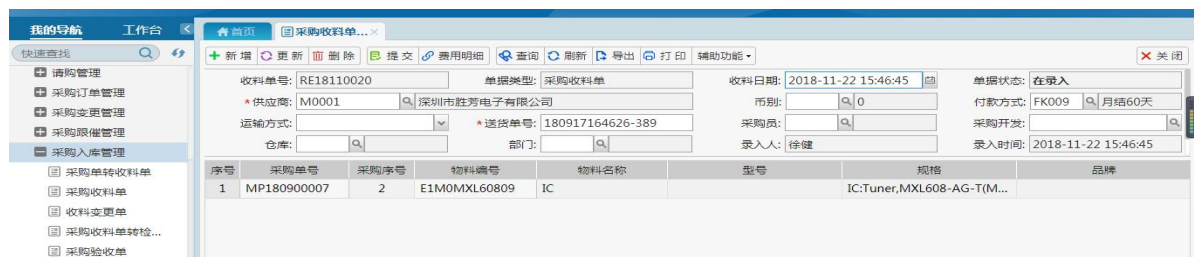 我的导航 工作台 首页 采购收料单...
快速查找 新增 更新 删除 提交 费用明细 查询 刷新 导出 打印 辅助功能 关闭
请购管理
采购订单管理
采购变更管理
采购跟催管理
采购入库管理
采购单转收料单
采购收料单
收料变更单
采购收料单转检...
采购验收单
收料单号: RE18110020 单据类型: 采购收料单 收料日期: 2018-11-22 15:46:45 单据状态: 在录入
*供应商: M0001 深圳市胜芳电子有限公司 币别: 0 付款方式: FK009 月结60天
运输方式: *送货单号: 180917164626-389 采购员: 采购开发:
仓库: 部门: 录入人: 徐健 录入时间: 2018-11-22 15:46:45
序号 采购单号 采购序号 物料编号 物料名称 型号 规格 品牌
1 MP180900007 2 E1M0MXL60809 IC IC:Tuner,MXL608-AG-T(M...